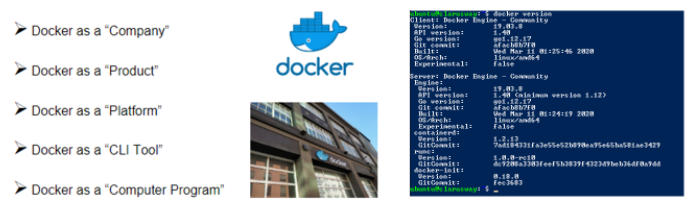 Docker as a “Company”
Docker as a “Product”
Docker as a “Platform”
Docker as a “CLI Tool”
Docker as a “Computer Program”
docker
docker
ubuntu@clarusway: $ docker version
Client: Docker Engine - Community
Version: 19.03.8
API version: 1.40
Go version: go1.12.17
Git commit: afacb8b7f0
Built: Wed Mar 11 01:25:46 2020
OS/Arch: linux/amd64
Experimental: false
Server: Docker Engine - Community
Engine:
Version: 19.03.8
API version: 1.40 (minimum version 1.12)
Go version: go1.12.17
Git commit: afacb8b7f0
Built: Wed Mar 11 01:24:19 2020
OS/Arch: linux/amd64
Experimental: false
containerd:
Version: 1.2.13
GitCommit: 7ad184331fa3e55e52b890ea95e65ba581ae3429
runc:
Version: 1.0.0-rc10
GitCommit: dc9208a3303feef5b3839f4323d9beb36df0a9dd
docker-init:
Version: 0.18.0
GitCommit: fec3683
ubuntu@clarusway: $